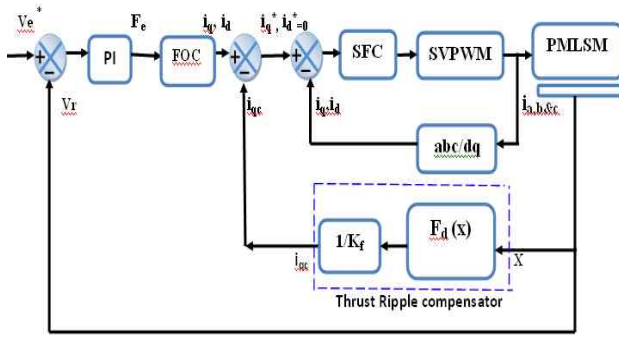 Ve*
Fe
iq, id
iq*, id*=0
PI
FOC
SFC
SVPWM
PMLSM
Vr
iqc
iq,id
ia,b,&c
abc/dq
1/Kf
Fd (x)
iqc
X
Thrust Ripple compensator